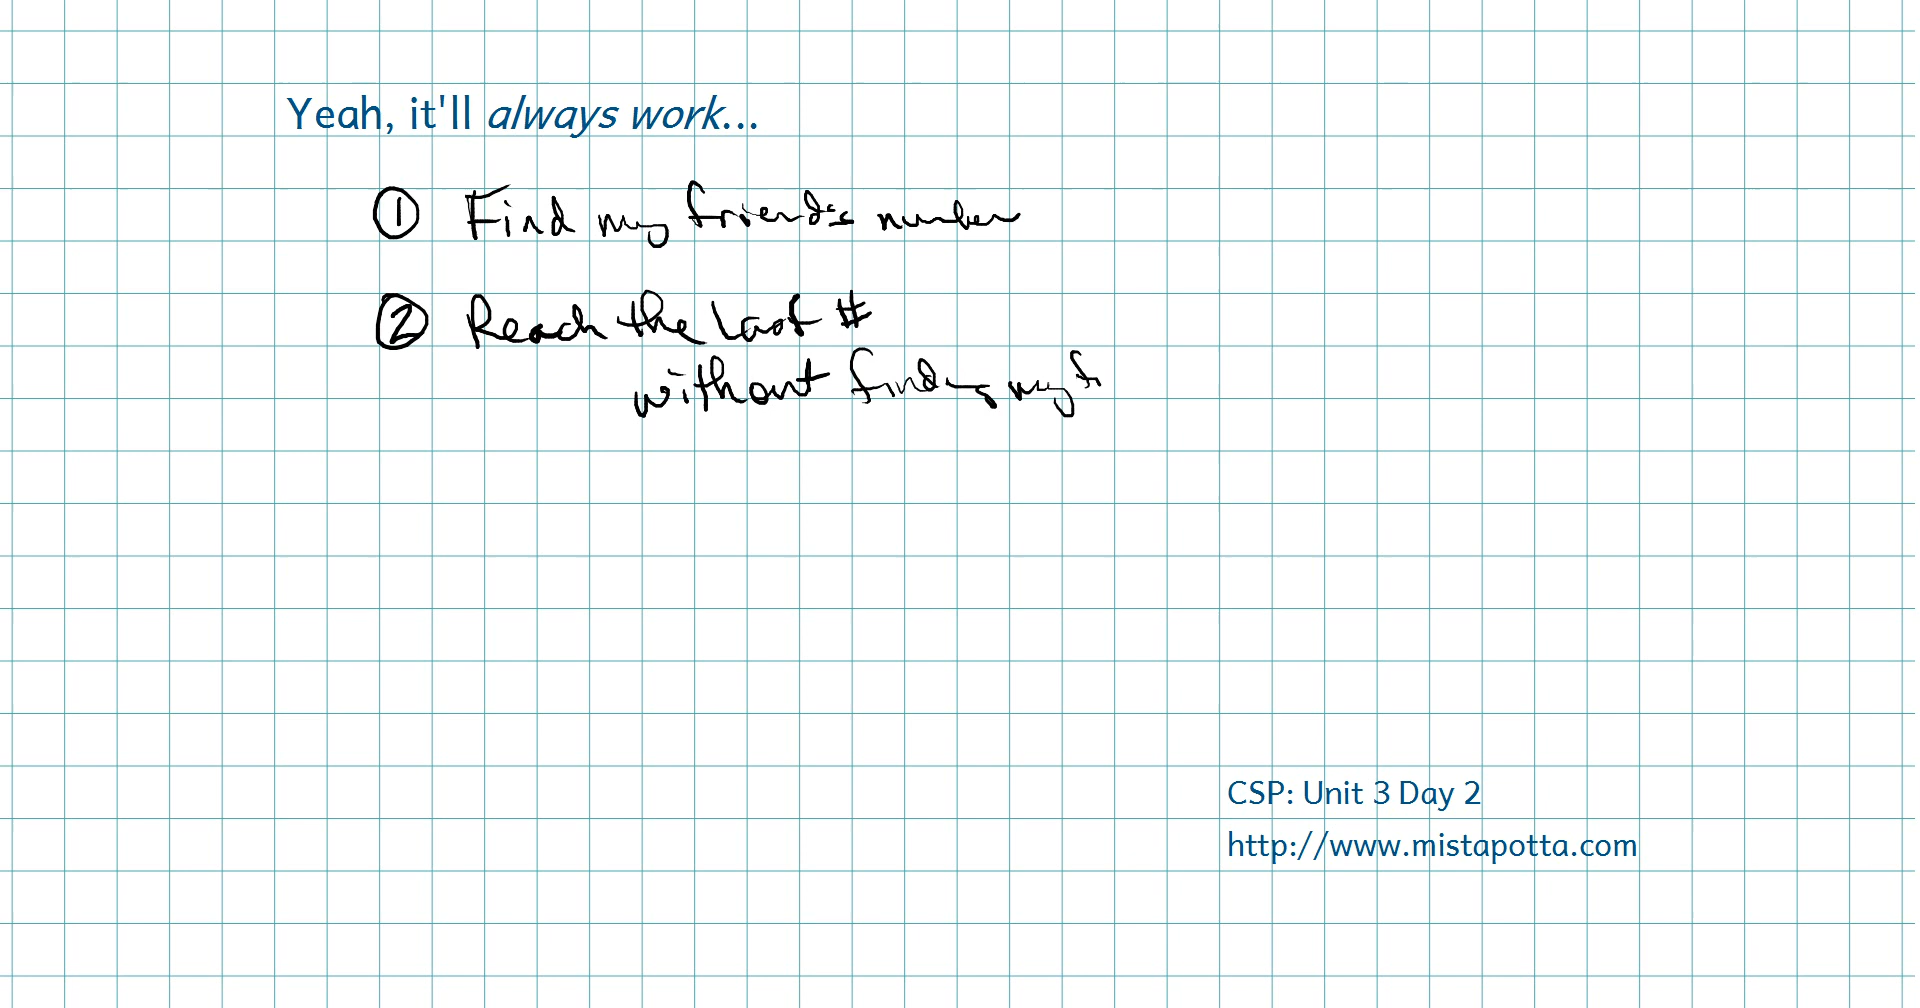 Yeah, it'll always work...
① Find my friend's number
② Reach the last #
without finding my fr
CSP: Unit 3 Day 2
http://www.mistapotta.com